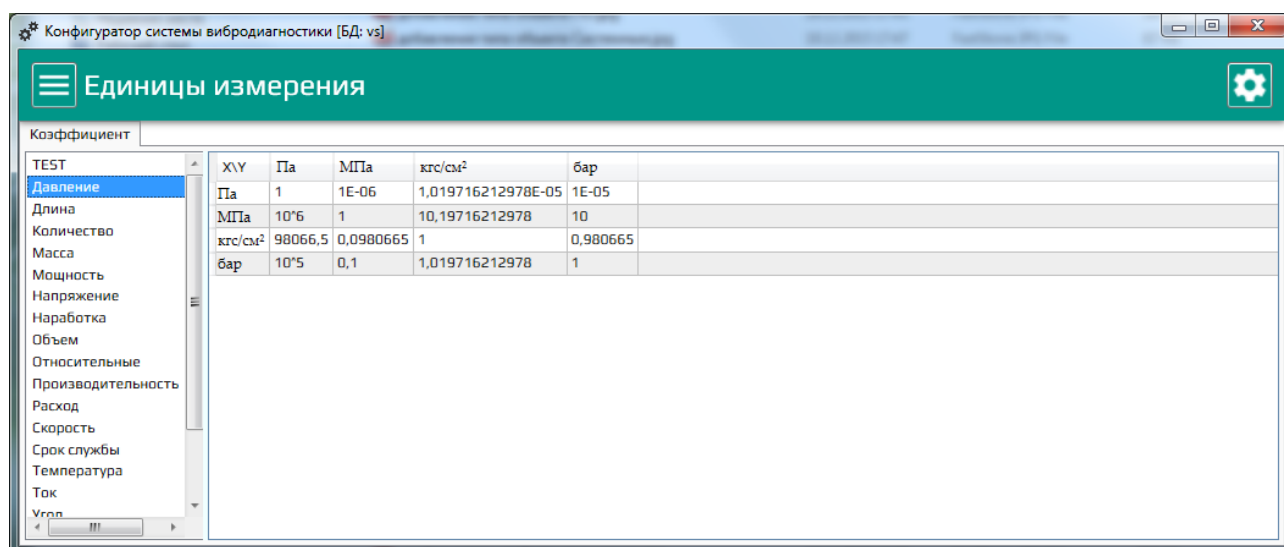 Конфигуратор системы вибродиагностики [БД: vs]
Единицы измерения
Коэффициент
TEST
Давление
Длина
Количество
Масса
Мощность
Напряжение
Наработка
Объем
Относительные
Производительность
Расход
Скорость
Срок службы
Температура
Ток
Угол
X\Y Па МПа кгс/см² бар
Па 1 1E-06 1,019716212978E-05 1E-05
МПа 10^6 1 10,19716212978 10
кгс/см² 98066,5 0,0980665 1 0,980665
бар 10^5 0,1 1,019716212978 1